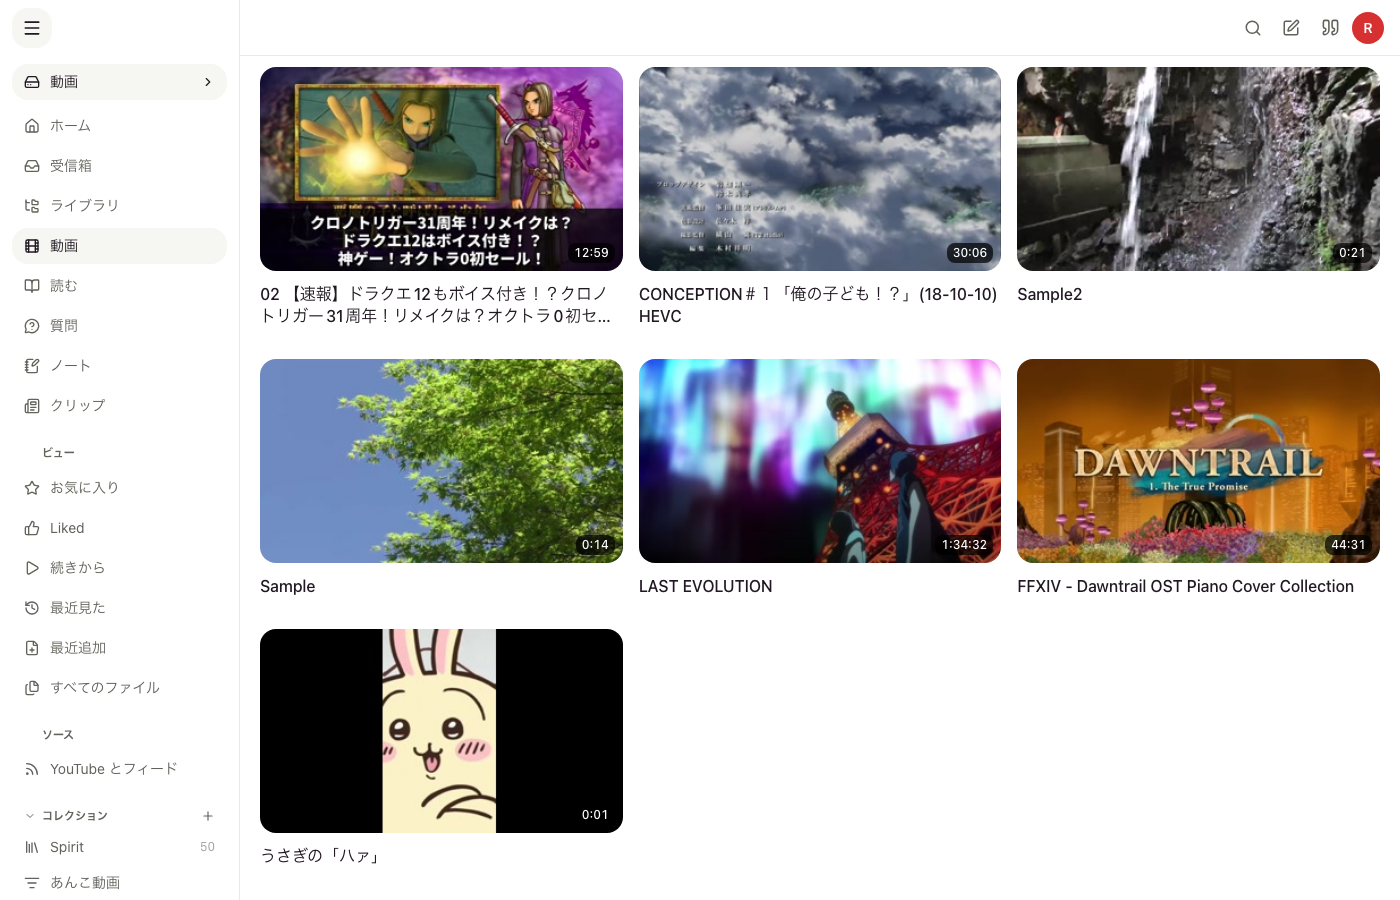 R
動画
ホーム
受信箱
ライブラリ
動画
読む
質問
ノート
クリップ
ビュー
お気に入り
Liked
続きから
最近見た
最近追加
すべてのファイル
ソース
YouTube とフィード
コレクション
Spirit 50
あんこ動画
クロノトリガー31周年！リメイクは？
ドラクエ12はボイス付き！？
神ゲー！オクトラ0初セール！
12:59
02 【速報】ドラクエ12もボイス付き！？クロノ
トリガー31周年！リメイクは？オクトラ0初セ...
編集 木村祥明
30:06
CONCEPTION＃１「俺の子ども！？」(18-10-10)
HEVC
0:21
Sample2
0:14
Sample
1:34:32
LAST EVOLUTION
DAWNTRAIL
1. The True Promise
44:31
FFXIV - Dawntrail OST Piano Cover Collection
0:01
うさぎの「ハァ」